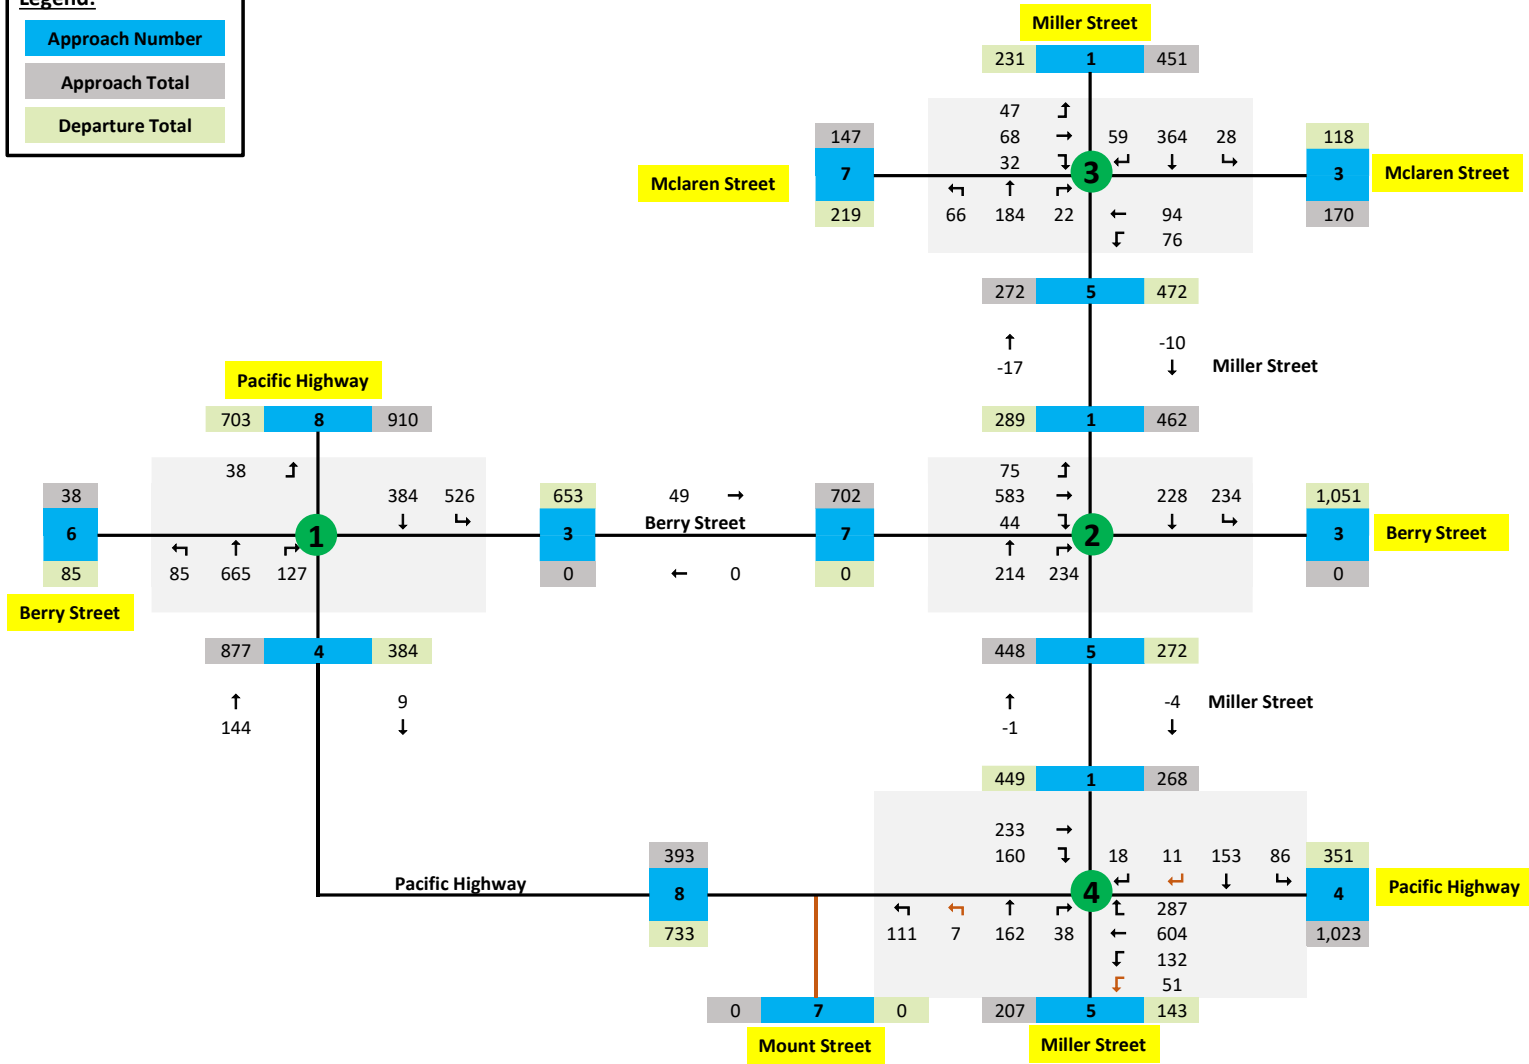 Legend:
Approach Number
Approach Total
Departure Total
Miller Street
231 1 451
47
68 59 364 28
32
147
7
219
Mclaren Street
3
118
3
170
Mclaren Street
66 184 22 94
76
272 5 472
-17
-10
Miller Street
Pacific Highway
703 8 910
38
384 526
38
6
85
Berry Street
1
85 665 127
653
3
0
49
Berry Street
0
877 4 384
144
9
289 1 462
75
583 228 234
44
702
7
0
2
1,051
3
0
Berry Street
214 234
448 5 272
-1
-4
Miller Street
449 1 268
233
160 18 11 153 86
Pacific Highway
393
8
733
4
351
4
1,023
Pacific Highway
111 7 162 38
287
604
132
51
0 7 0
Mount Street
207 5 143
Miller Street